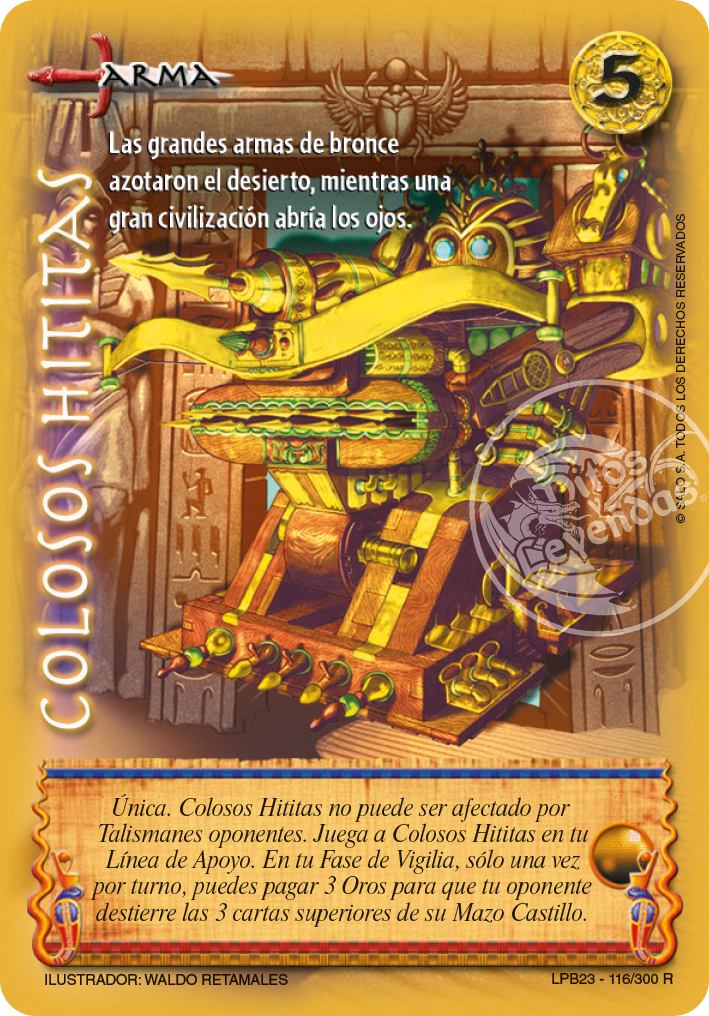 ARMA
5
Las grandes armas de bronce
azotaron el desierto, mientras una
gran civilización abría los ojos.
COLOSOS HITITAS
© SALO S.A. TODOS LOS DERECHOS RESERVADOS
Mitos
y
Leyendas®
Única. Colosos Hititas no puede ser afectado por
Talismanes oponentes. Juega a Colosos Hititas en tu
Línea de Apoyo. En tu Fase de Vigilia, sólo una vez
por turno, puedes pagar 3 Oros para que tu oponente
destierre las 3 cartas superiores de su Mazo Castillo.
ILUSTRADOR: WALDO RETAMALES
LPB23 - 116/300 R